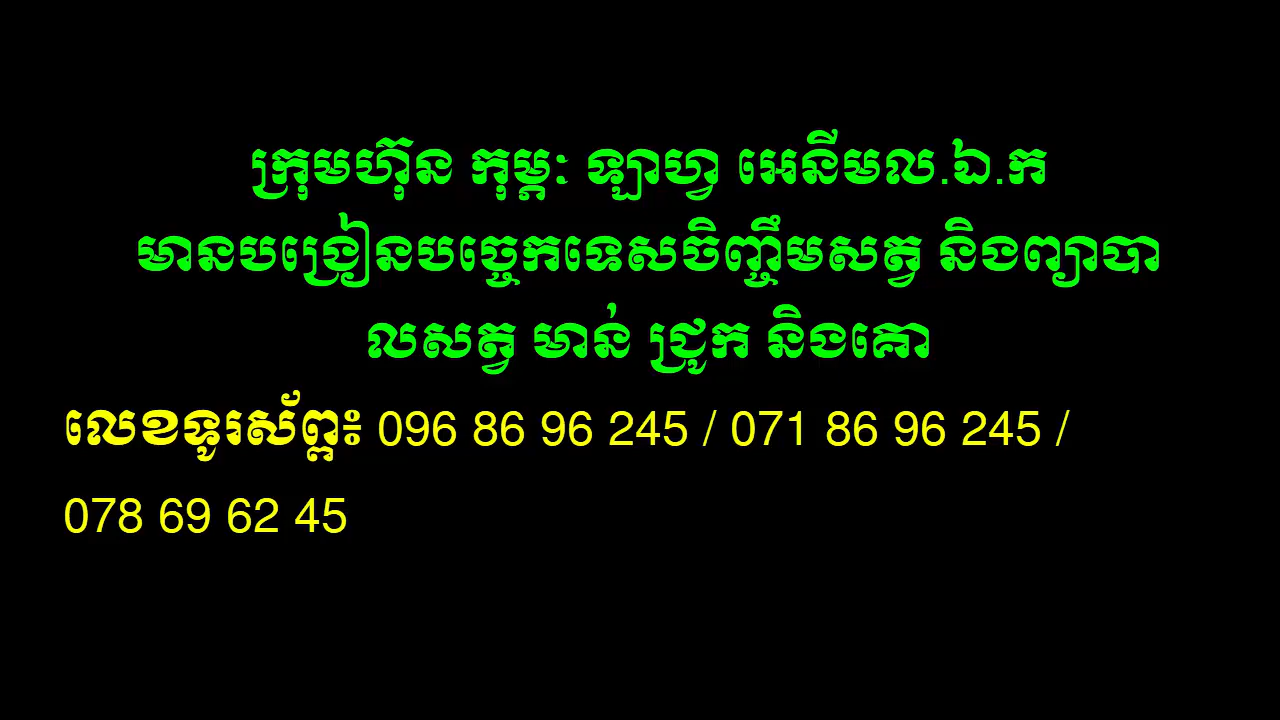 ក្រុមហ៊ុន កុម្ភៈ ឡាហ្វ អេនីមល.ឯ.ក
មានបង្រៀនបច្ចេកទេសចិញ្ចឹមសត្វ និងព្យាបា
លសត្វ មាន់ ជ្រូក និងគោ
លេខទូរស័ព្ទ៖ 096 86 96 245 / 071 86 96 245 /
078 69 62 45